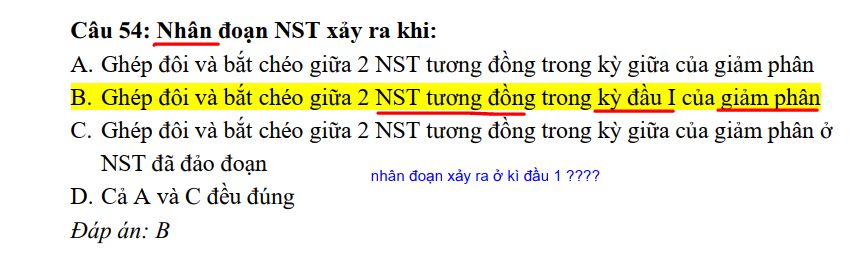 Câu 54: Nhân đoạn NST xảy ra khi:
A. Ghép đôi và bắt chéo giữa 2 NST tương đồng trong kỳ giữa của giảm phân
B. Ghép đôi và bắt chéo giữa 2 NST tương đồng trong kỳ đầu I của giảm phân
C. Ghép đôi và bắt chéo giữa 2 NST tương đồng trong kỳ giữa của giảm phân ở
NST đã đảo đoạn
nhân đoạn xảy ra ở kì đầu 1 ????
D. Cả A và C đều đúng
Đáp án: B